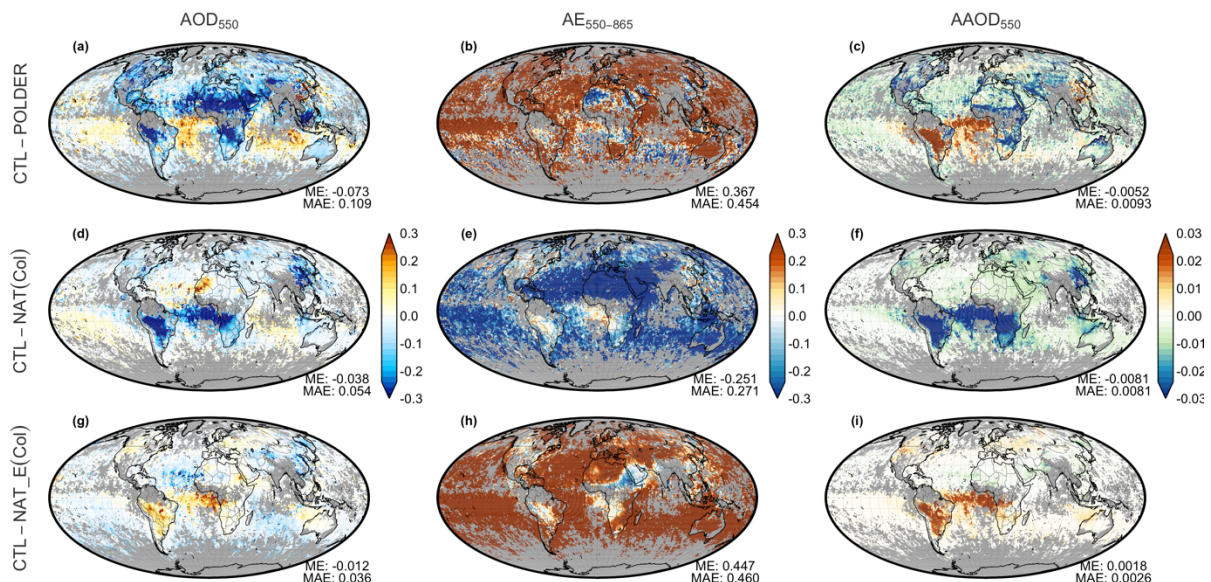 AOD550
AE550−865
AAOD550
CTL − POLDER
(a)
ME: -0.073
MAE: 0.109
(b)
ME: 0.367
MAE: 0.454
(c)
ME: -0.0052
MAE: 0.0093
CTL − NAT(Col)
(d)
ME: -0.038
MAE: 0.054
0.3
0.2
0.1
0
-0.1
-0.2
-0.3
(e)
ME: -0.251
MAE: 0.271
0.3
0.2
0.1
0
-0.1
-0.2
-0.3
(f)
ME: -0.0081
MAE: 0.0081
0.03
0.02
0.01
0
-0.01
-0.02
-0.03
CTL − NAT_E(Col)
(g)
ME: -0.012
MAE: 0.036
(h)
ME: 0.447
MAE: 0.460
(i)
ME: 0.0018
MAE: 0.0026